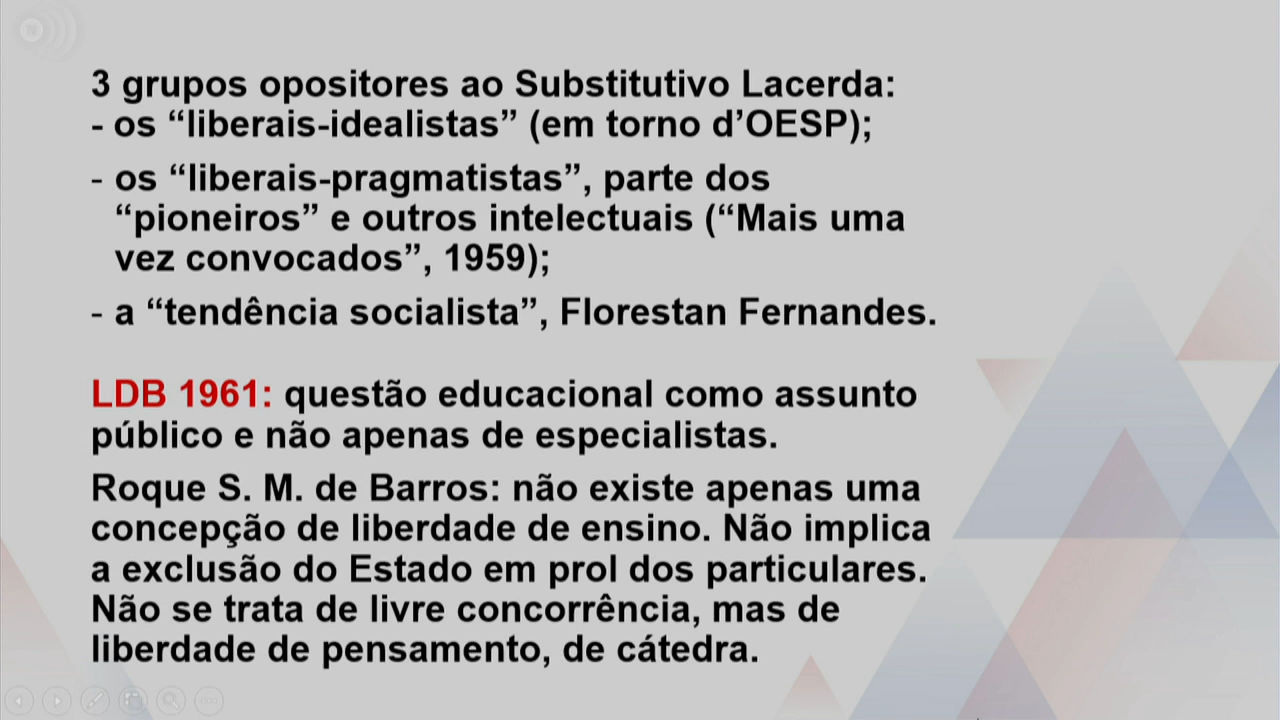 3 grupos opositores ao Substitutivo Lacerda:
- os “liberais-idealistas” (em torno d’OESP);
- os “liberais-pragmatistas”, parte dos
“pioneiros” e outros intelectuais (“Mais uma
vez convocados”, 1959);
- a “tendência socialista”, Florestan Fernandes.
LDB 1961: questão educacional como assunto
público e não apenas de especialistas.
Roque S. M. de Barros: não existe apenas uma
concepção de liberdade de ensino. Não implica
a exclusão do Estado em prol dos particulares.
Não se trata de livre concorrência, mas de
liberdade de pensamento, de cátedra.